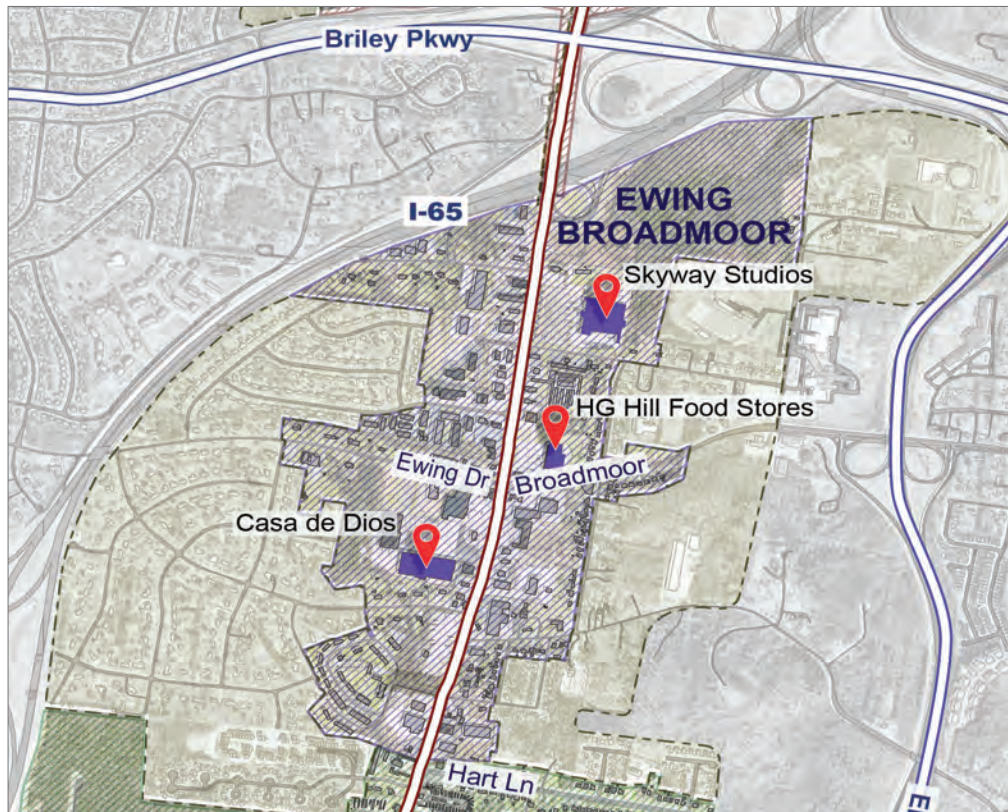 Briley Pkwy
I-65
EWING
BROADMOOR
Skyway Studios
HG Hill Food Stores
Ewing Dr
Broadmoor
Casa de Dios
Hart Ln
E